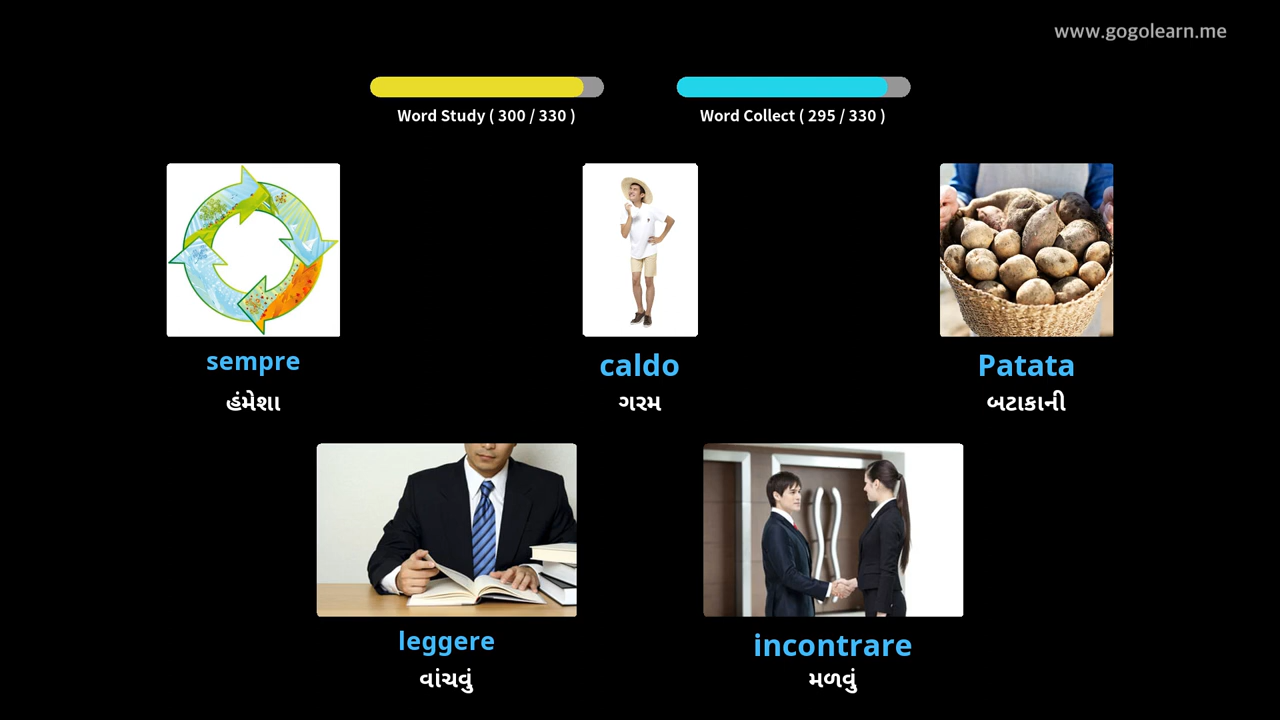 www.gogolearn.me
Word Study ( 300 / 330 )
Word Collect ( 295 / 330 )
sempre
હંમેશા
caldo
ગરમ
Patata
બટાકાની
leggere
વાંચવું
incontrare
મળવું